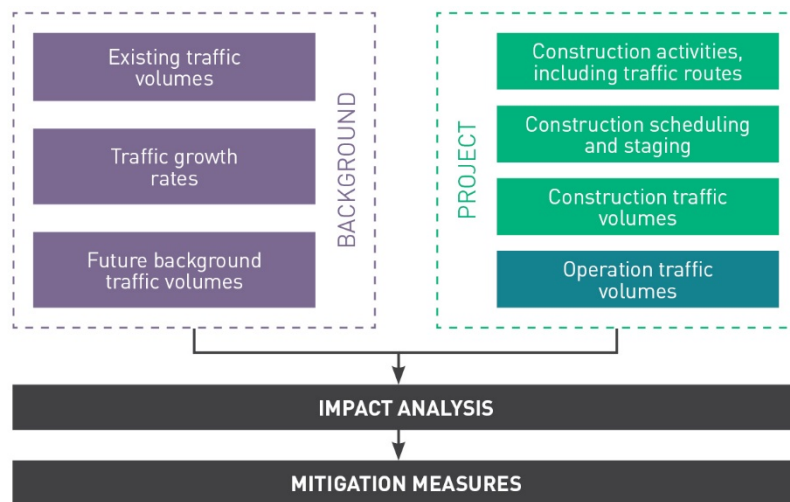 Existing traffic
volumes
Traffic growth
rates
Future background
traffic volumes
BACKGROUND
PROJECT
Construction activities,
including traffic routes
Construction scheduling
and staging
Construction traffic
volumes
Operation traffic
volumes
IMPACT ANALYSIS
MITIGATION MEASURES